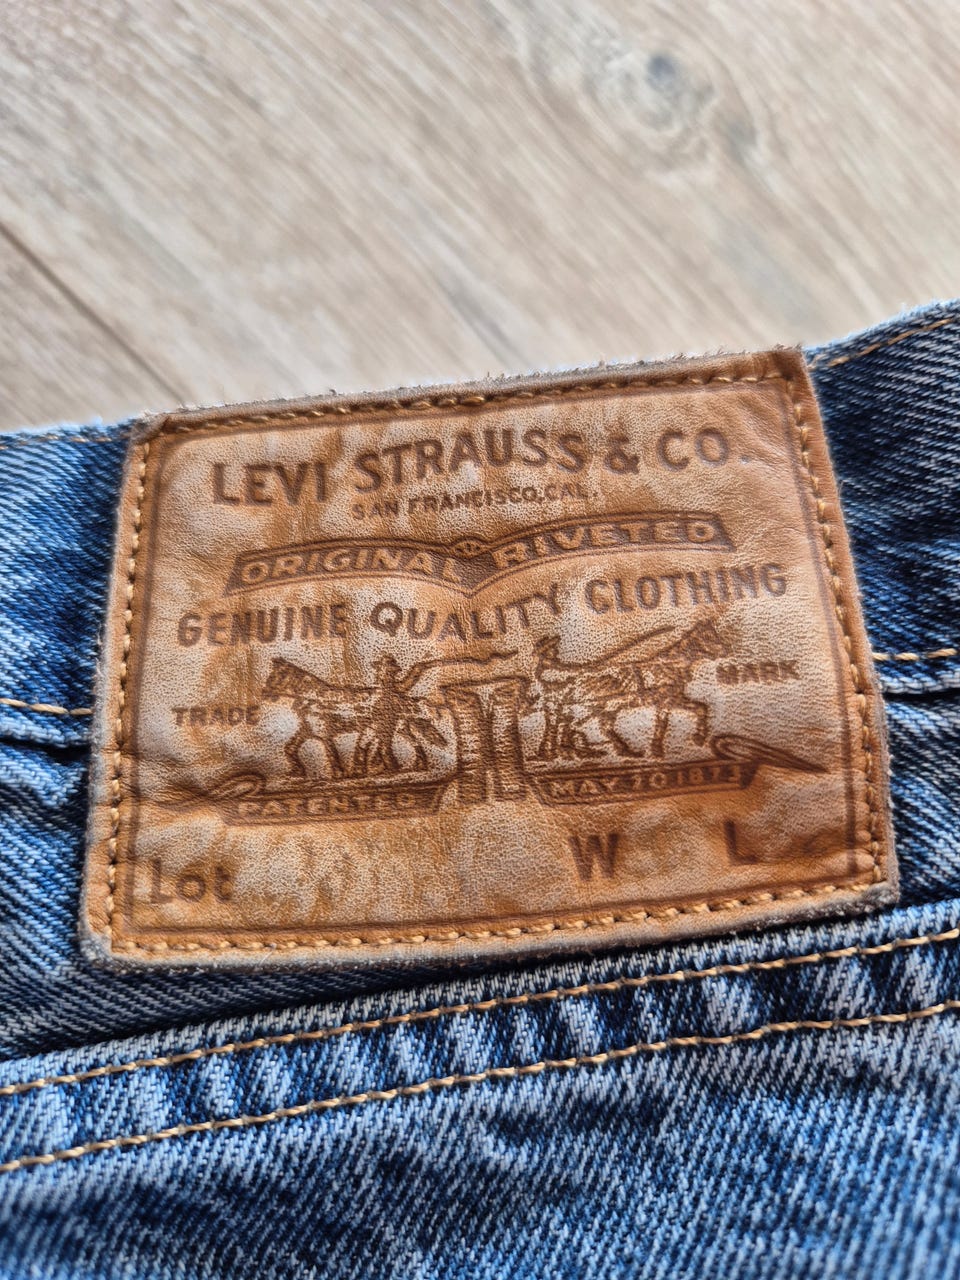 LEVI STRAUSS & CO.
SAN FRANCISCO, CAL.
ORIGINAL RIVETED
GENUINE QUALITY CLOTHING
TRADE MARK
PATENTED MAY 20 1873
Lot W L